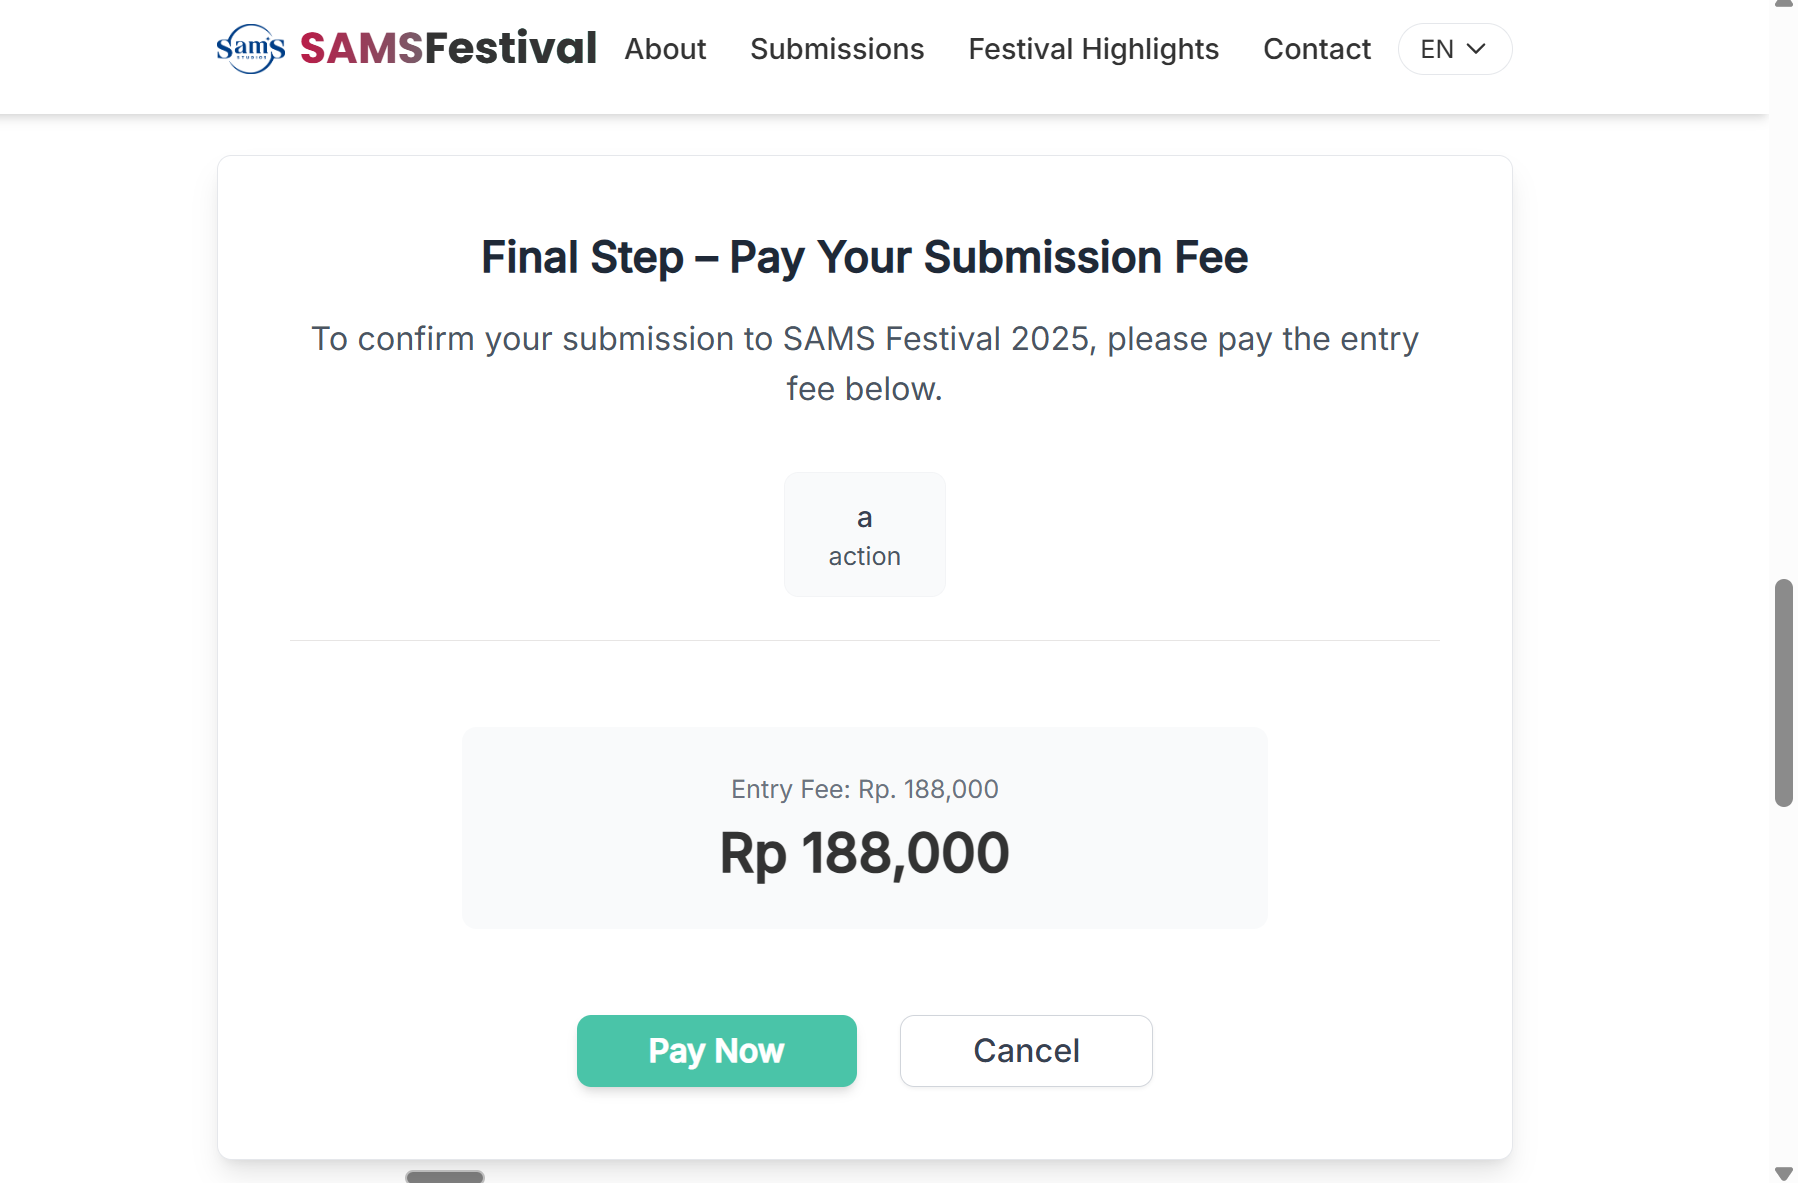 Sam's
STUDIOS
SAMSFestival
About
Submissions
Festival Highlights
Contact
EN
Final Step – Pay Your Submission Fee
To confirm your submission to SAMS Festival 2025, please pay the entry
fee below.
a
action
Entry Fee: Rp. 188,000
Rp 188,000
Pay Now
Cancel